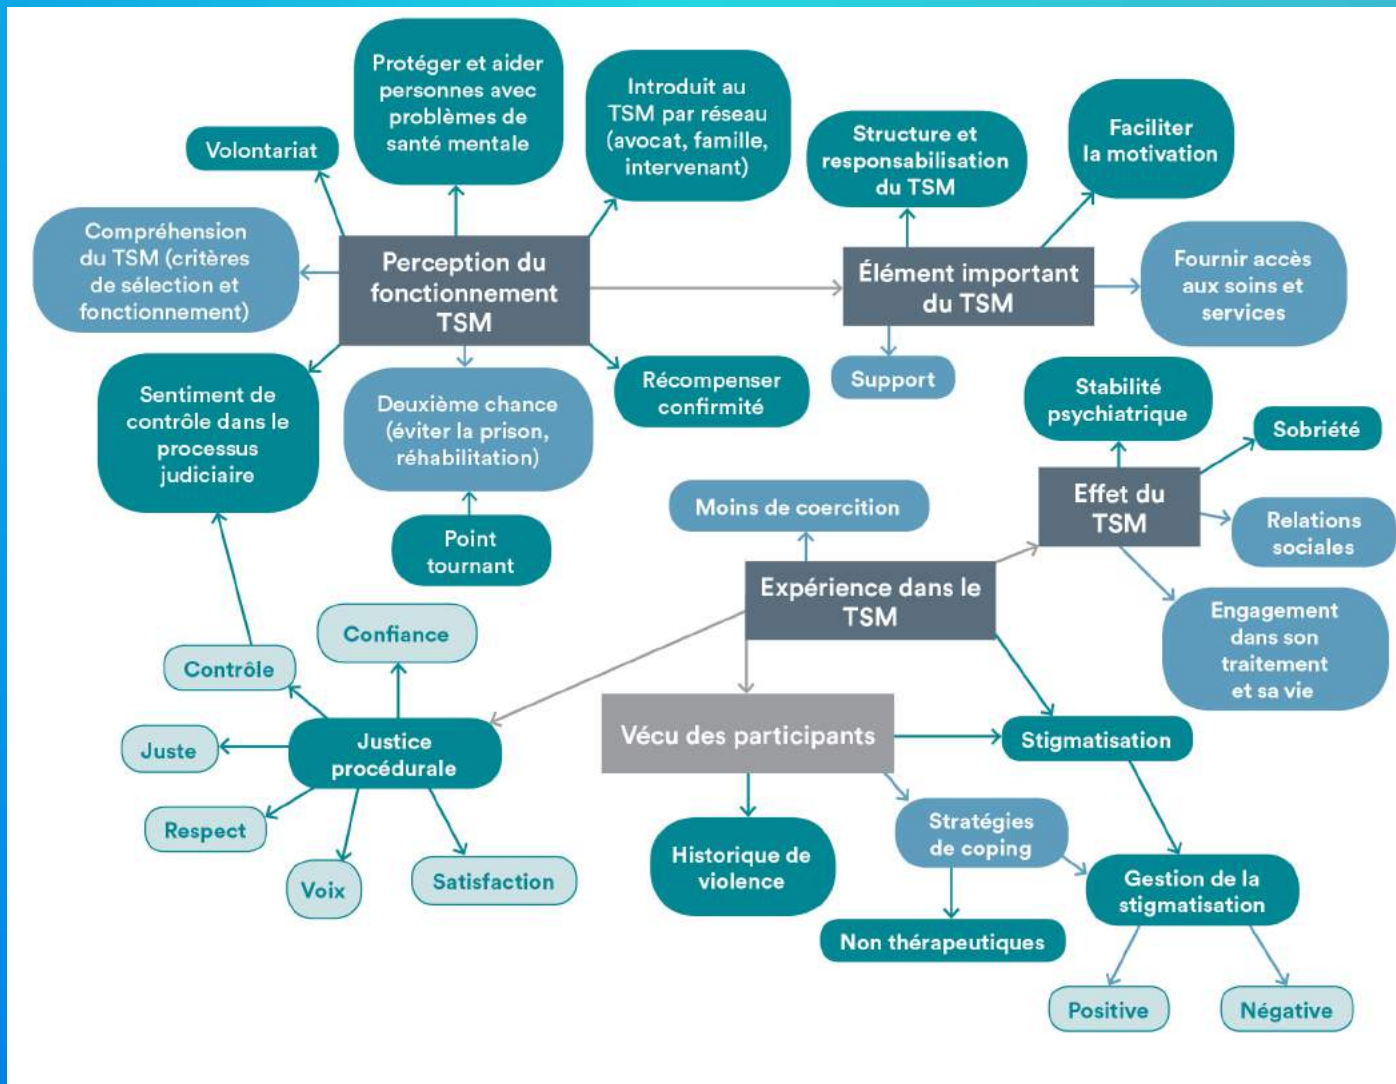 Protéger et aider
personnes avec
problèmes de
santé mentale
Introduit au
TSM par réseau
(avocat, famille,
intervenant)
Volontariat
Structure et
responsabilisation
du TSM
Faciliter
la motivation
Compréhension
du TSM (critères
de sélection et
fonctionnement)
Perception du
fonctionnement
TSM
Élément important
du TSM
Fournir accès
aux soins et
services
Sentiment de
contrôle dans le
processus
judiciaire
Deuxième chance
(éviter la prison,
réhabilitation)
Récompenser
confirmité
Support
Stabilité
psychiatrique
Sobriété
Point
tournant
Moins de coercition
Effet du
TSM
Relations
sociales
Expérience dans le
TSM
Engagement
dans son
traitement
et sa vie
Confiance
Contrôle
Juste
Justice
procédurale
Respect
Voix
Satisfaction
Vécu des participants
Stigmatisation
Historique de
violence
Stratégies
de coping
Gestion de la
stigmatisation
Non thérapeutiques
Positive
Négative